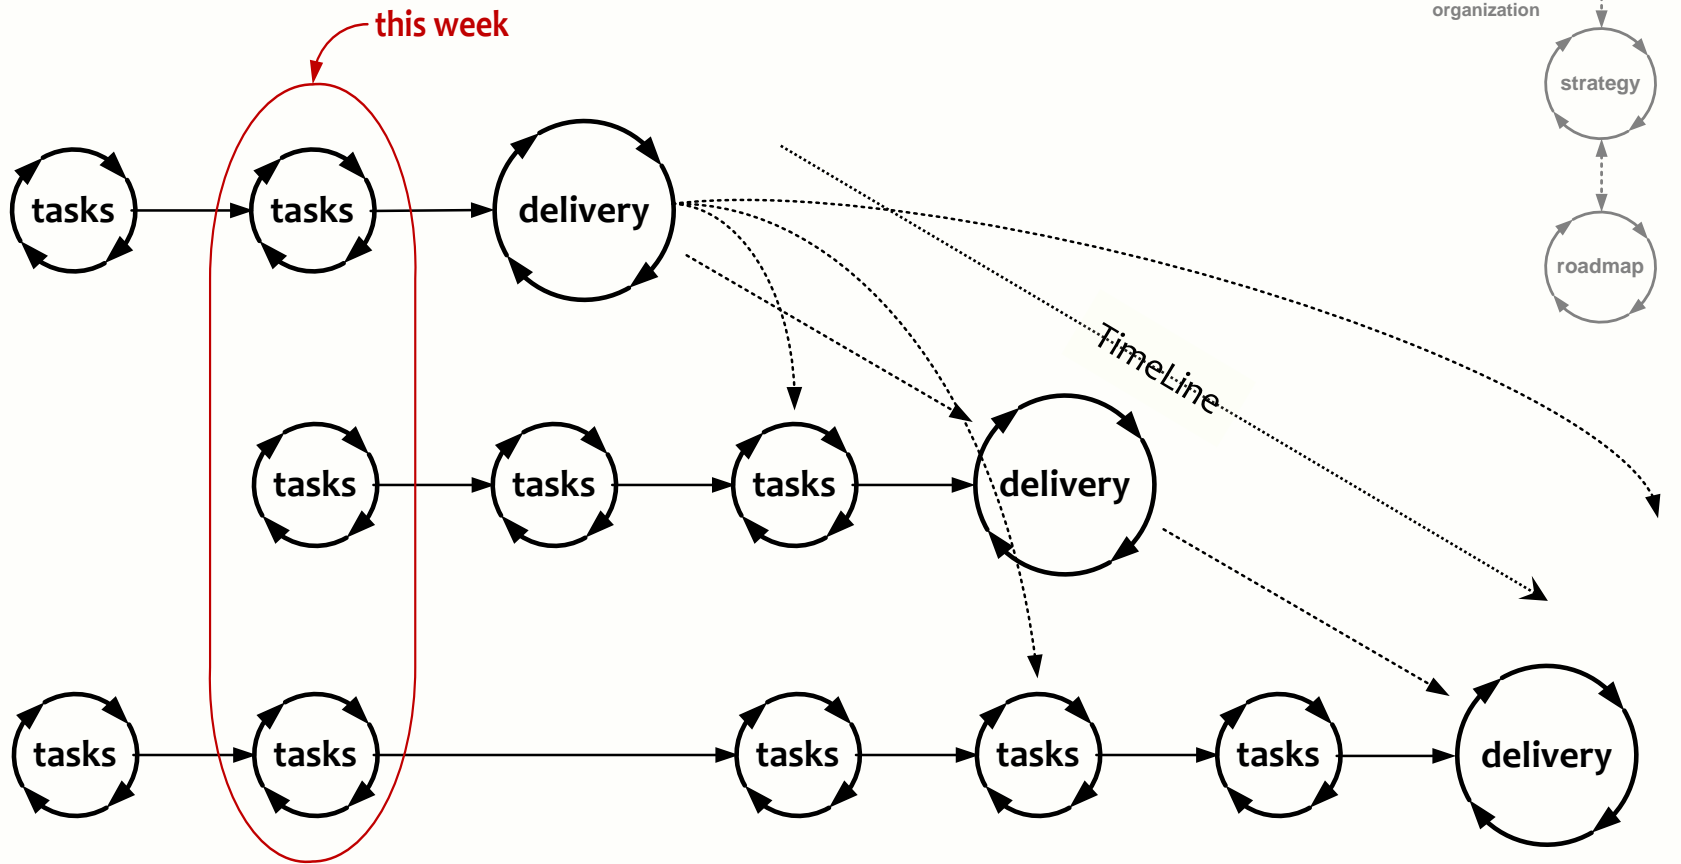 this week
organization
strategy
tasks
tasks
delivery
roadmap
TimeLine
tasks
tasks
tasks
delivery
tasks
tasks
tasks
tasks
tasks
delivery